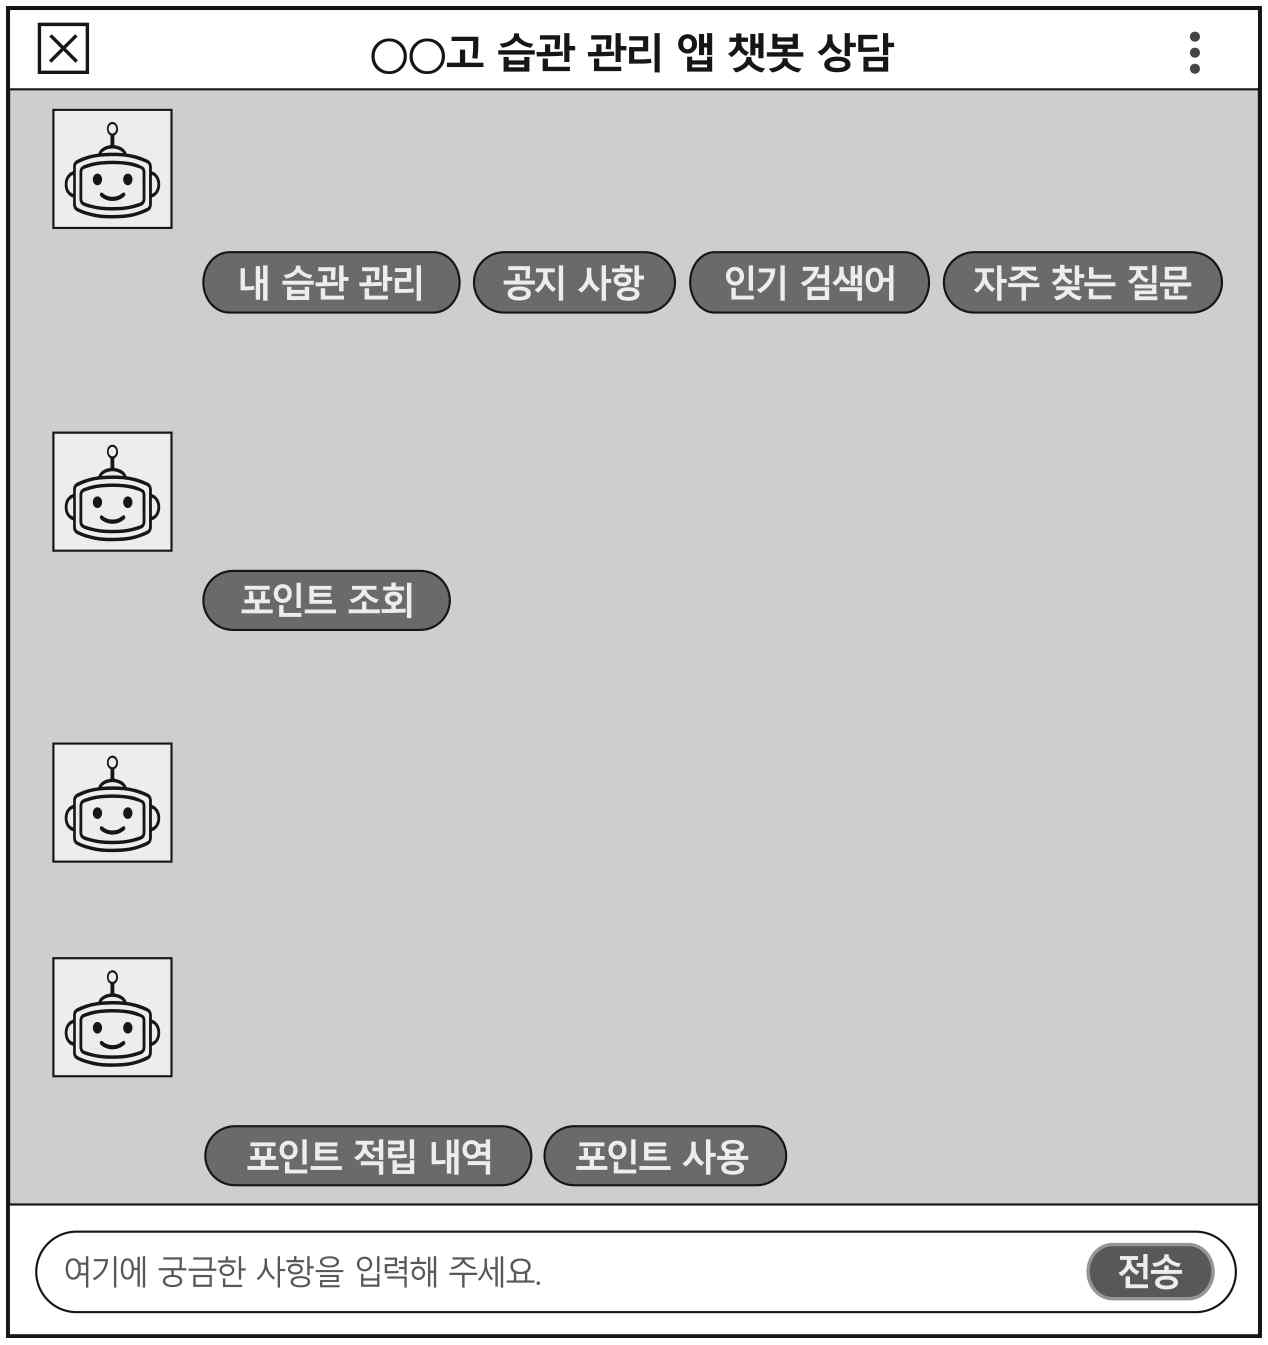 ○○고 습관 관리 앱 챗봇 상담
내 습관 관리 공지 사항 인기 검색어 자주 찾는 질문
포인트 조회
포인트 적립 내역 포인트 사용
여기에 궁금한 사항을 입력해 주세요. 전송